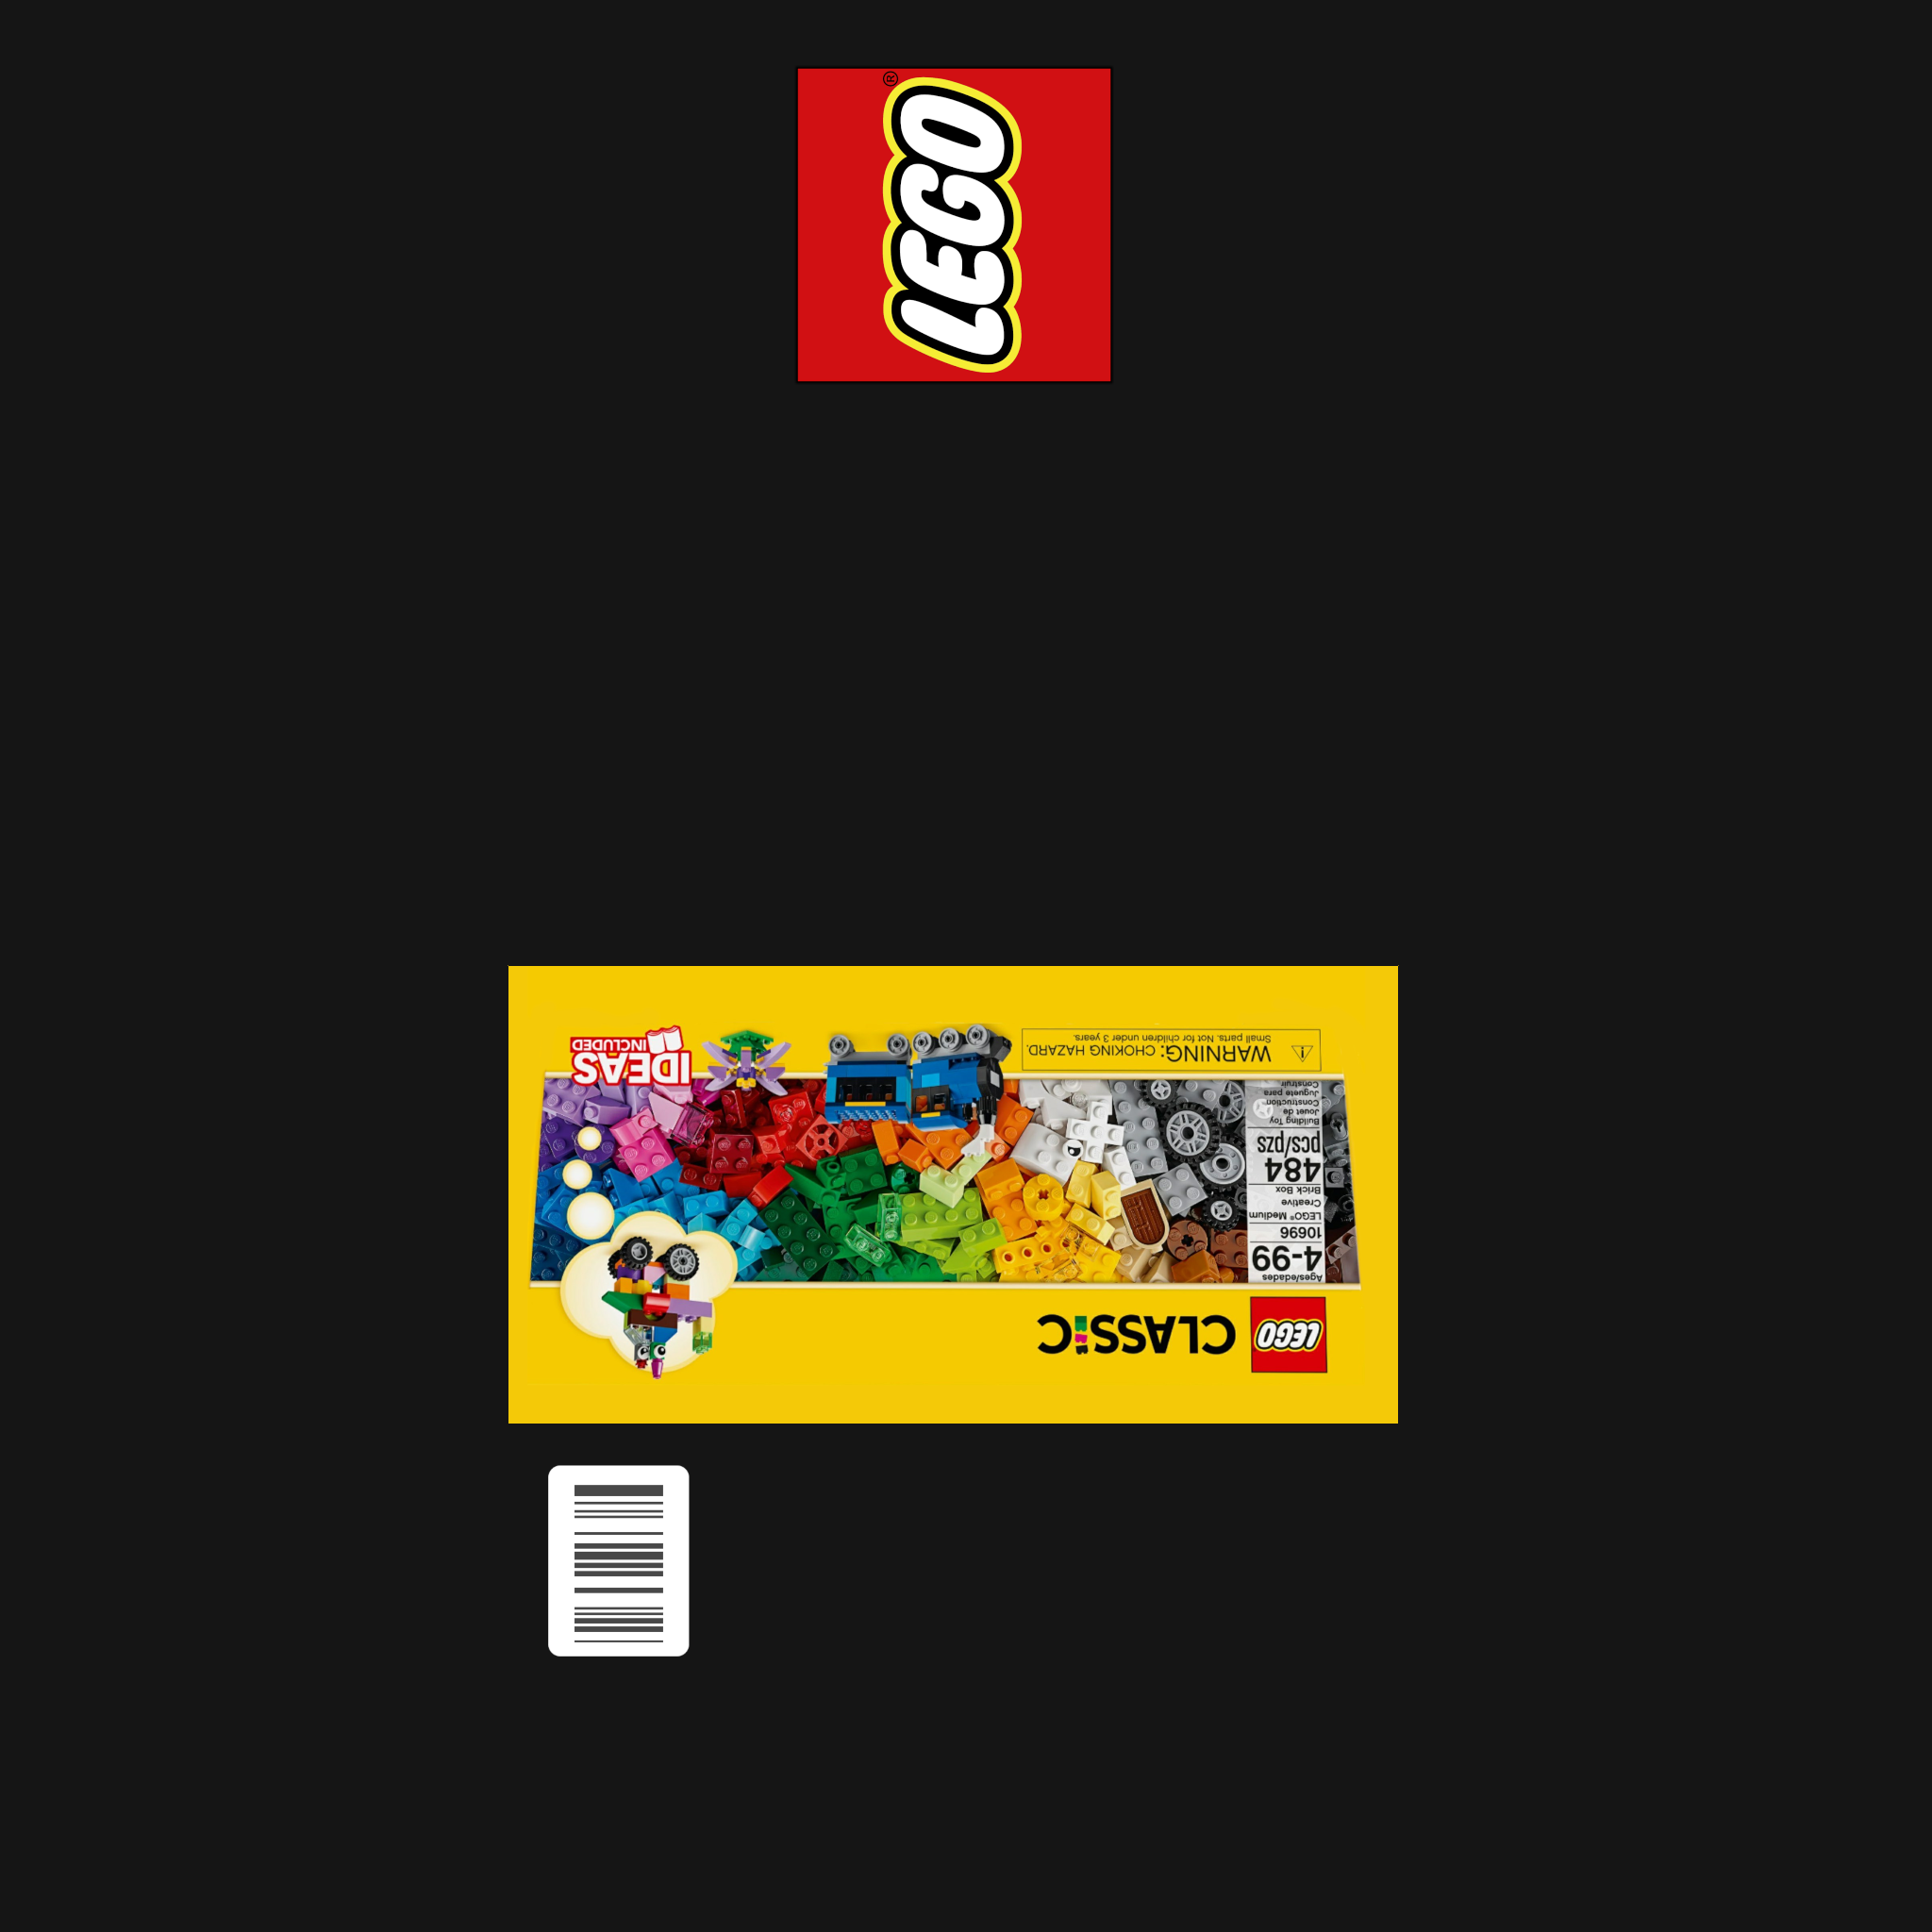 LEGO®
LEGO
CLASSIC
Ages/edades
4-99
10696
LEGO® Medium
Creative
Brick Box
484
pcs/pzs
Building Toy
Jouet de
Construction
Juguete para
Construir
WARNING: CHOKING HAZARD.
Small parts. Not for children under 3 years.
IDEAS
INCLUDED